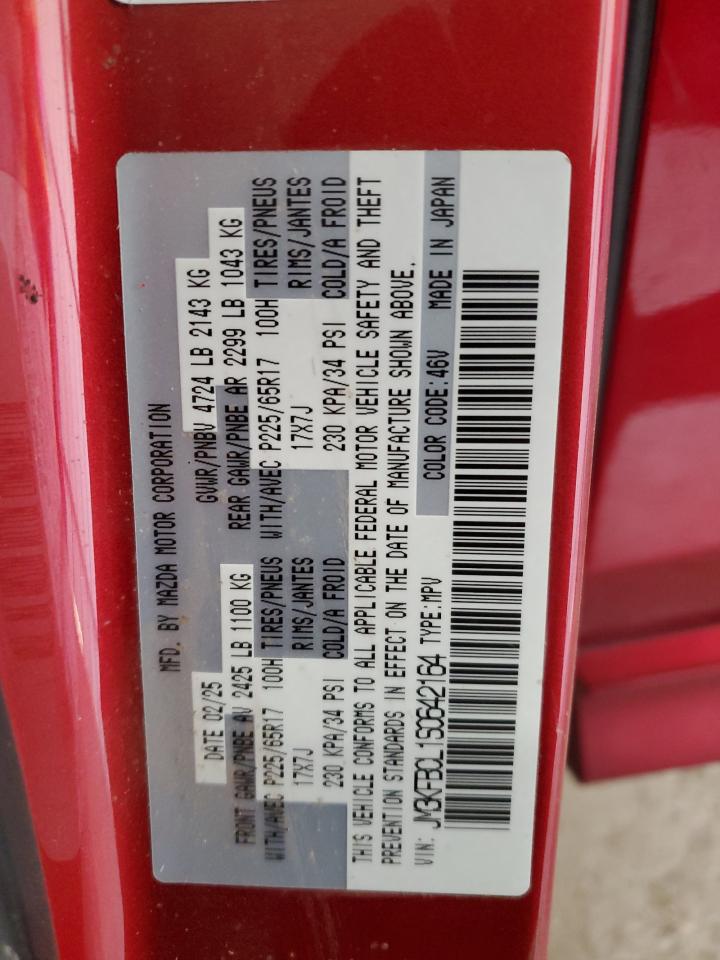 MFD. BY MAZDA MOTOR CORPORATION
DATE 02/25 GVWR/PNBV 4724 LB 2143 KG
FRONT GAWR/PNBE AV 2425 LB 1100 KG REAR GAWR/PNBE AR 2299 LB 1043 KG
WITH/AVEC P225/65R17 100H TIRES/PNEUS WITH/AVEC P225/65R17 100H TIRES/PNEUS
17X7J RIMS/JANTES 17X7J RIMS/JANTES
230 KPA/34 PSI COLD/A FROID 230 KPA/34 PSI COLD/A FROID
THIS VEHICLE CONFORMS TO ALL APPLICABLE FEDERAL MOTOR VEHICLE SAFETY AND THEFT
PREVENTION STANDARDS IN EFFECT ON THE DATE OF MANUFACTURE SHOWN ABOVE.
VIN: JM3KFBCL1S0642164 TYPE:MPV COLOR CODE:46V MADE IN JAPAN